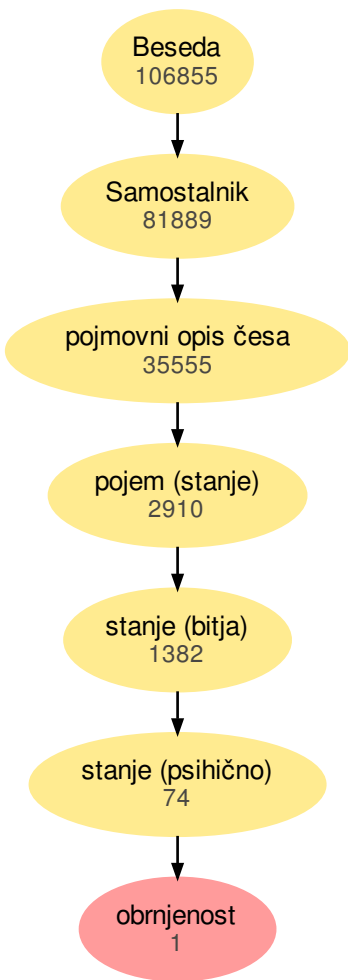 Beseda
106855
Samostalnik
81889
pojmovni opis česa
35555
pojem (stanje)
2910
stanje (bitja)
1382
stanje (psihično)
74
obrnjenost
1